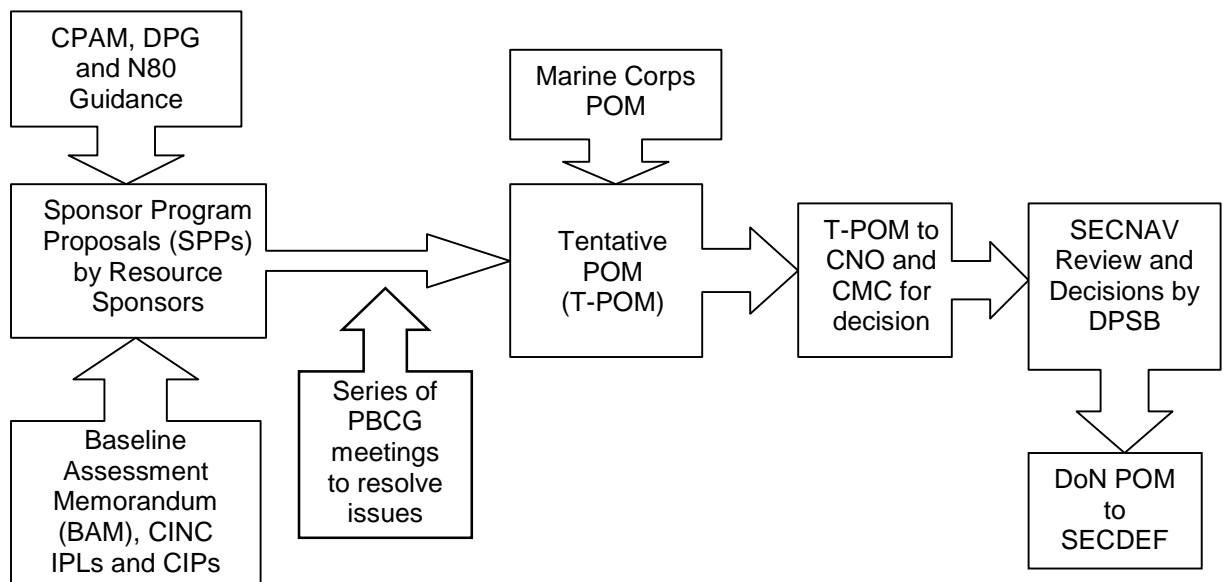 CPAM, DPG
and N80
Guidance
Marine Corps
POM
Sponsor Program
Proposals (SPPs)
by Resource
Sponsors
Tentative
POM
(T-POM)
T-POM to
CNO and
CMC for
decision
SECNAV
Review and
Decisions by
DPSB
Series of
PBCG
meetings
to resolve
issues
Baseline
Assessment
Memorandum
(BAM), CINC
IPLs and CIPs
DoN POM
to
SECDEF